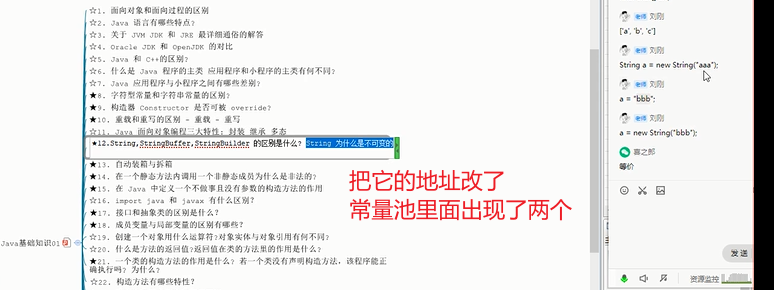 ☆1. 面向对象和面向过程的区别
☆2. Java 语言有哪些特点?
☆3. 关于 JVM JDK 和 JRE 最详细通俗的解答
☆4. Oracle JDK 和 OpenJDK 的对比
☆5. Java 和 C++的区别?
☆6. 什么是 Java 程序的主类 应用程序和小程序的主类有何不同?
☆7. Java 应用程序与小程序之间有哪些差别?
★8. 字符型常量和字符串常量的区别?
★9. 构造器 Constructor 是否可被 override?
★10. 重载和重写的区别 - 重载 - 重写
☆11. Java 面向对象编程三大特性: 封装 继承 多态
★12.String,StringBuffer,StringBuilder 的区别是什么? String 为什么是不可变的
★13. 自动装箱与拆箱
★14. 在一个静态方法内调用一个非静态成员为什么是非法的?
★15. 在 Java 中定义一个不做事且没有参数的构造方法的作用
☆16. import java 和 javax 有什么区别?
★17. 接口和抽象类的区别是什么?
★18. 成员变量与局部变量的区别有哪些?
☆19. 创建一个对象用什么运算符?对象实体与对象引用有何不同?
☆20. 什么是方法的返回值?返回值在类的方法里的作用是什么?
★21. 一个类的构造方法的作用是什么? 若一个类没有声明构造方法,该程序能正
确执行吗? 为什么?
☆22. 构造方法有哪些特性?
Java基础知识01
把它的地址改了
常量池里面出现了两个
老师 刘刚
['a', 'b', 'c']
老师 刘刚
String a = new String("aaa");
老师 刘刚
a = "bbb";
老师 刘刚
a = new String("bbb");
喜之郎
等价
发 送
资源监控